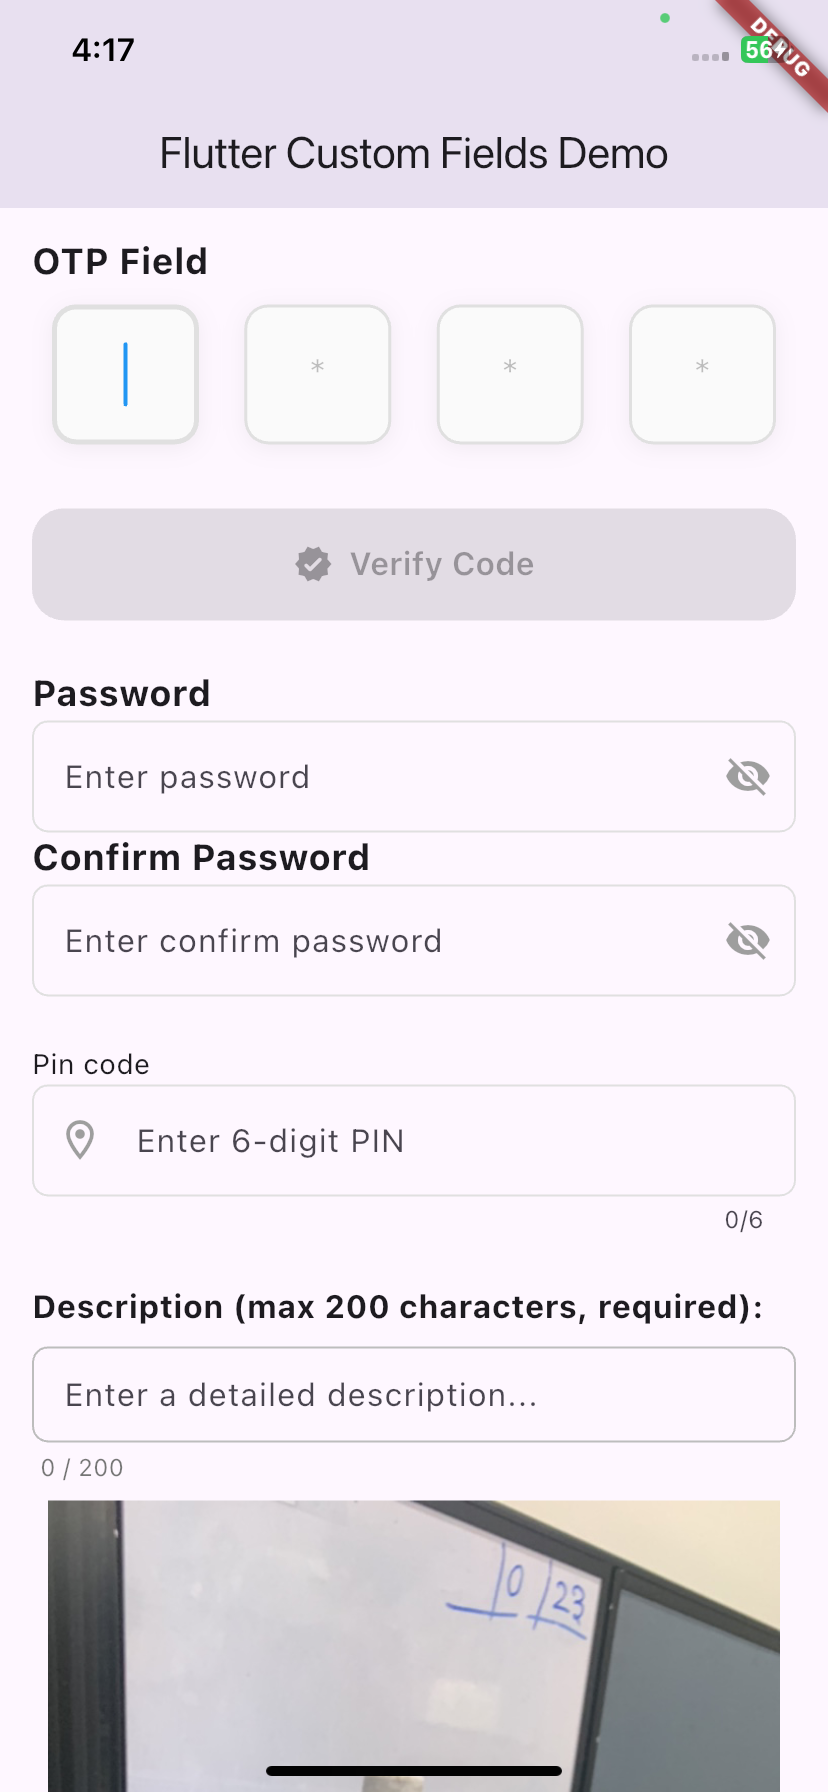 4:17
56
DEBUG
Flutter Custom Fields Demo
OTP Field
* * *
Verify Code
Password
Enter password
Confirm Password
Enter confirm password
Pin code
Enter 6-digit PIN
0/6
Description (max 200 characters, required):
Enter a detailed description...
0 / 200
0 23